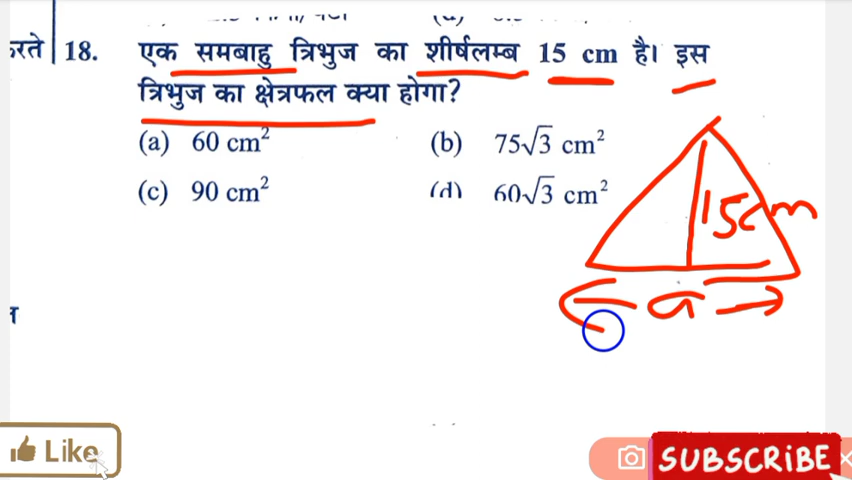 18. एक समबाहु त्रिभुज का शीर्षलम्ब 15 cm है। इस
त्रिभुज का क्षेत्रफल क्या होगा?
(a) 60 cm² (b) 75√3 cm²
(c) 90 cm² (d) 60√3 cm²
15cm
a
Like
SUBSCRIBE